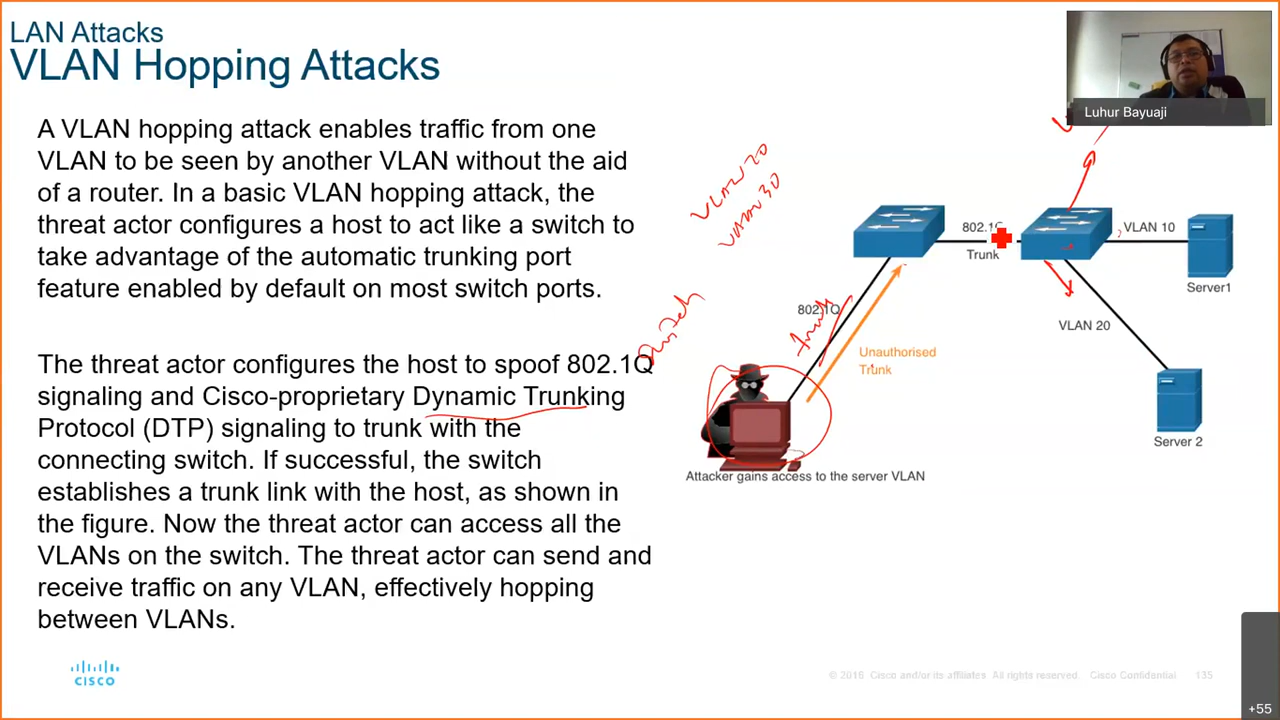 LAN Attacks
VLAN Hopping Attacks
Luhur Bayuaji
A VLAN hopping attack enables traffic from one
VLAN to be seen by another VLAN without the aid
of a router. In a basic VLAN hopping attack, the
threat actor configures a host to act like a switch to
take advantage of the automatic trunking port
feature enabled by default on most switch ports.
The threat actor configures the host to spoof 802.1Q
signaling and Cisco-proprietary Dynamic Trunking
Protocol (DTP) signaling to trunk with the
connecting switch. If successful, the switch
establishes a trunk link with the host, as shown in
the figure. Now the threat actor can access all the
VLANs on the switch. The threat actor can send and
receive traffic on any VLAN, effectively hopping
between VLANs.
VLAN 20
VLAN 30
802.1Q
Trunk
VLAN 10
Server1
Switch
802.1Q
Trunk
VLAN 20
Unauthorised
Trunk
Server 2
Attacker gains access to the server VLAN
CISCO
© 2016 Cisco and/or its affiliates. All rights reserved. Cisco Confidential 135
+55